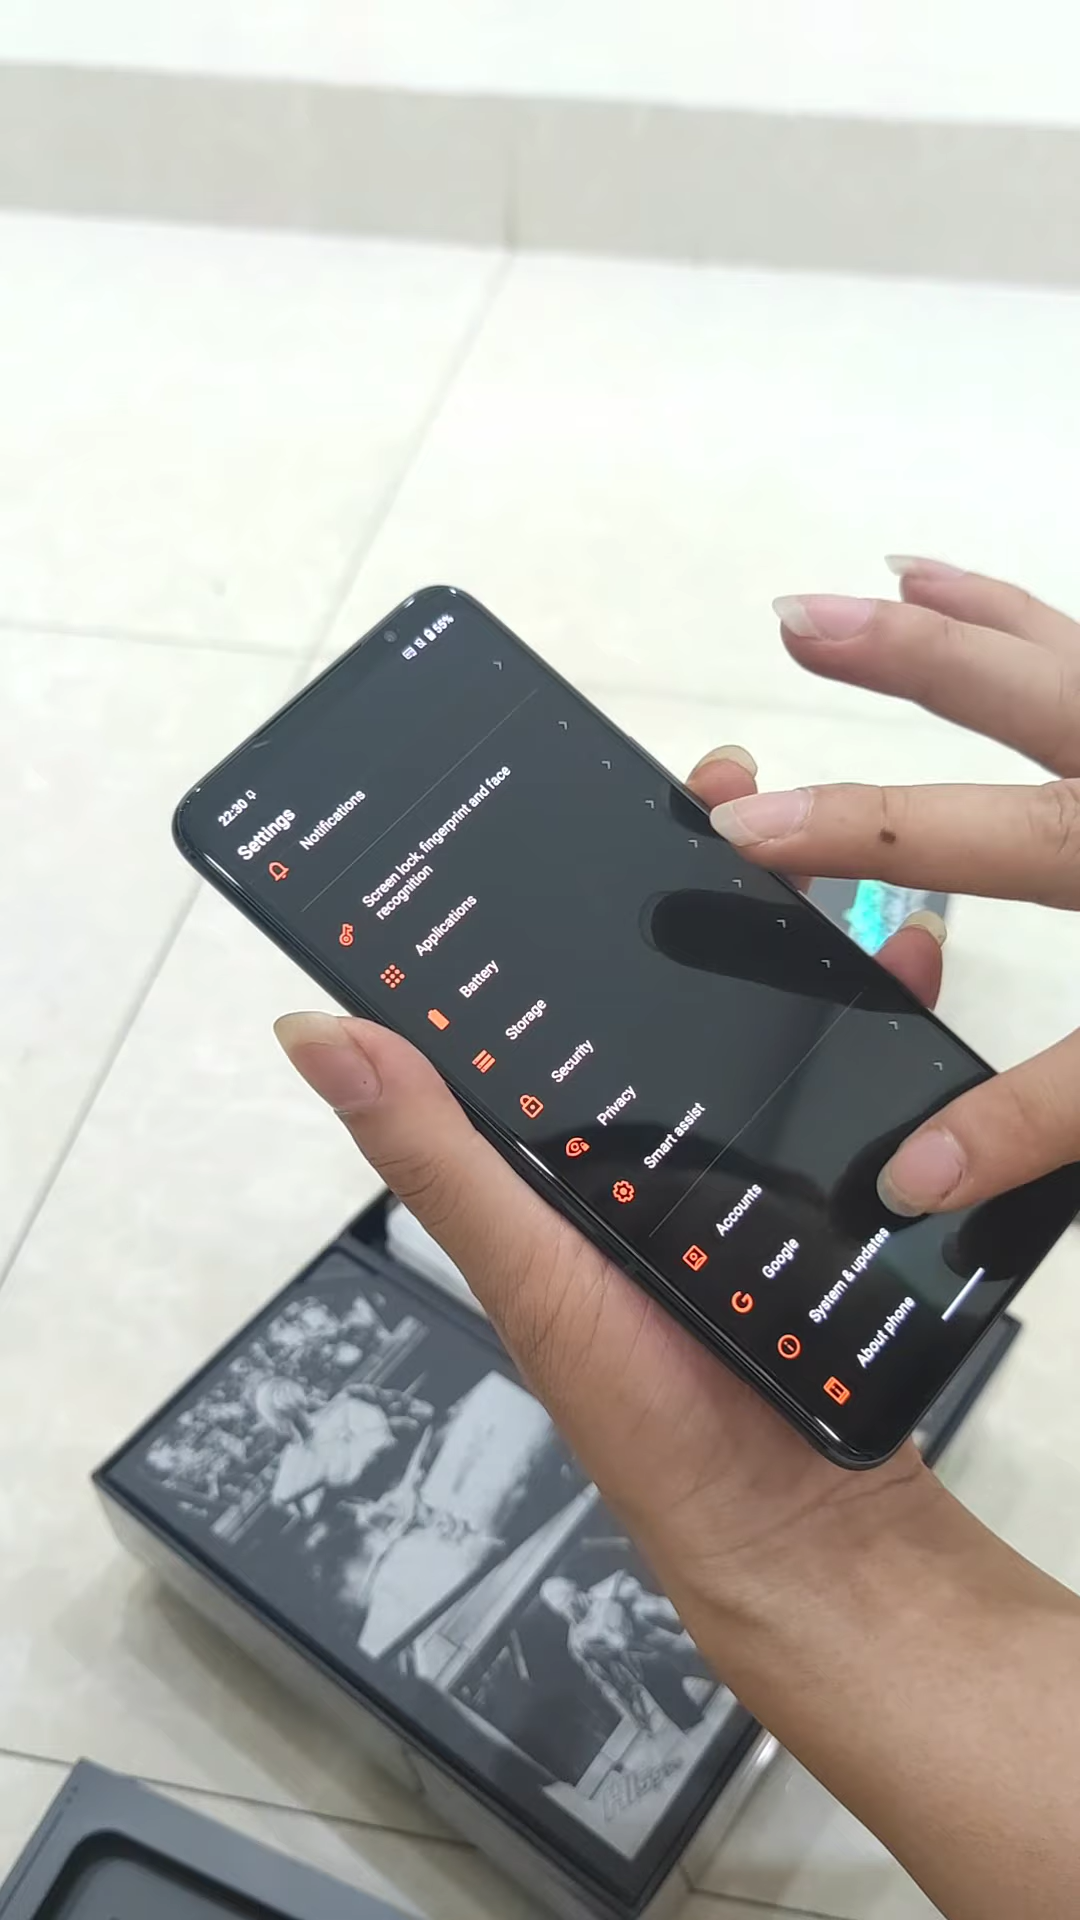 22:30
55%
Settings
Notifications
Screen lock, fingerprint and face
recognition
Applications
Battery
Storage
Security
Privacy
Smart assist
Accounts
Google
System & updates
About phone